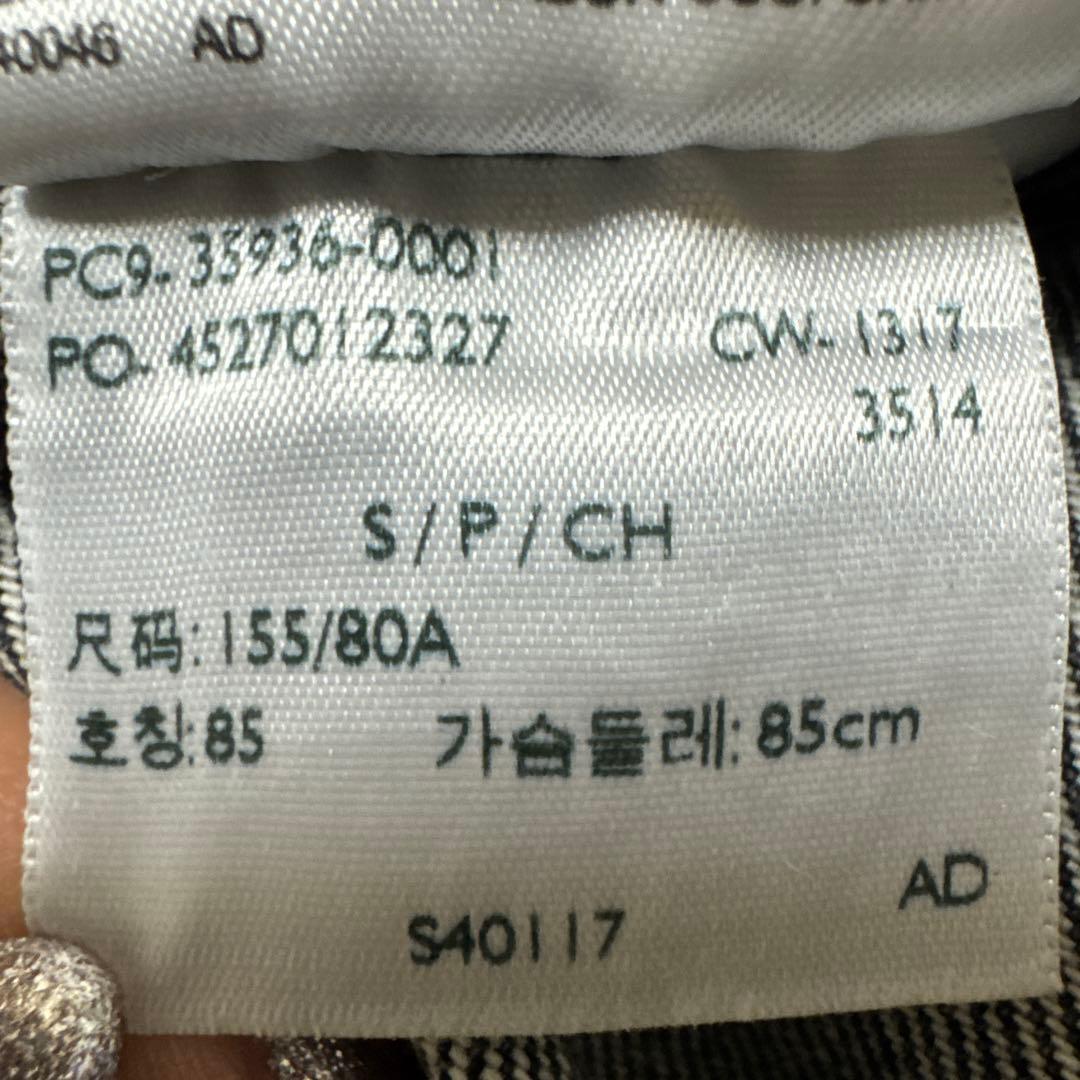 40046 AD
PC9-35936-0001
PO-4527012327 CW-1317
3514
S / P / CH
尺码: 155/80A
호칭:85 가슴둘레: 85cm
AD
S40117